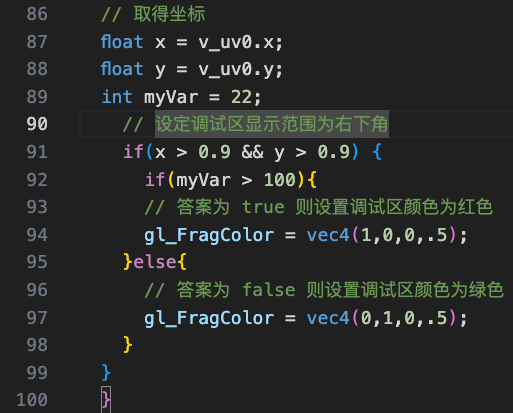 86 // 取得坐标
87 float x = v_uv0.x;
88 float y = v_uv0.y;
89 int myVar = 22;
90 // 设定调试区显示范围为右下角
91 if(x > 0.9 && y > 0.9) {
92 if(myVar > 100){
93 // 答案为 true 则设置调试区颜色为红色
94 gl_FragColor = vec4(1,0,0,.5);
95 }else{
96 // 答案为 false 则设置调试区颜色为绿色
97 gl_FragColor = vec4(0,1,0,.5);
98 }
99 }
100 }